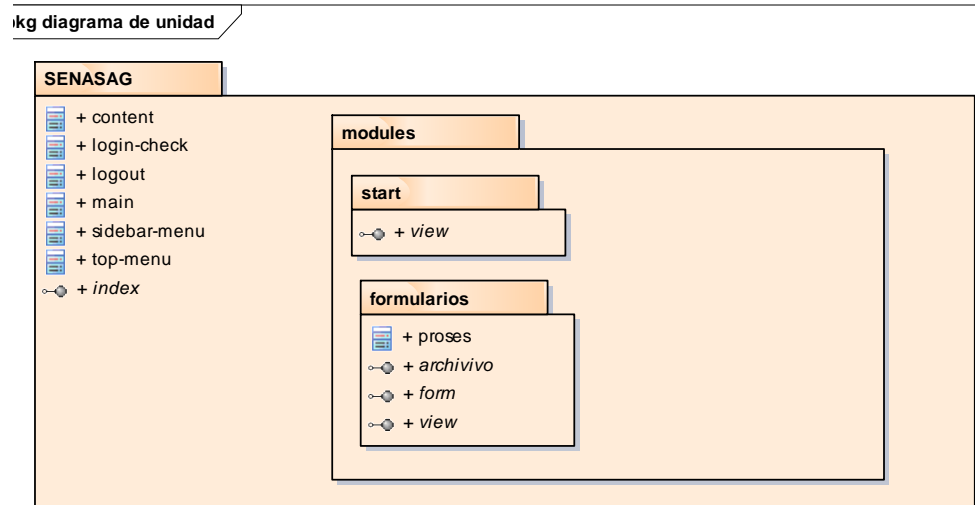 kg diagrama de unidad
SENASAG
+ content
+ login-check
+ logout
+ main
+ sidebar-menu
+ top-menu
+ index
modules
start
+ view
formularios
+ proses
+ archivivo
+ form
+ view